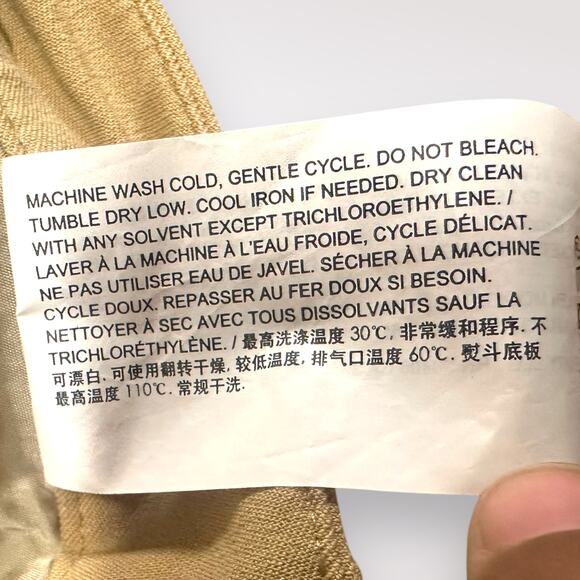 MACHINE WASH COLD, GENTLE CYCLE. DO NOT BLEACH.
TUMBLE DRY LOW. COOL IRON IF NEEDED. DRY CLEAN
WITH ANY SOLVENT EXCEPT TRICHLOROETHYLENE. /
LAVER À LA MACHINE À L'EAU FROIDE, CYCLE DÉLICAT.
NE PAS UTILISER EAU DE JAVEL. SÉCHER À LA MACHINE
CYCLE DOUX. REPASSER AU FER DOUX SI BESOIN.
NETTOYER À SEC AVEC TOUS DISSOLVANTS SAUF LA
TRICHLORÉTHYLÈNE. / 最高洗涤温度 30℃. 非常缓和程序. 不
可漂白. 可使用翻转干燥, 较低温度, 排气口温度 60℃. 熨斗底板
最高温度 110℃. 常规干洗.